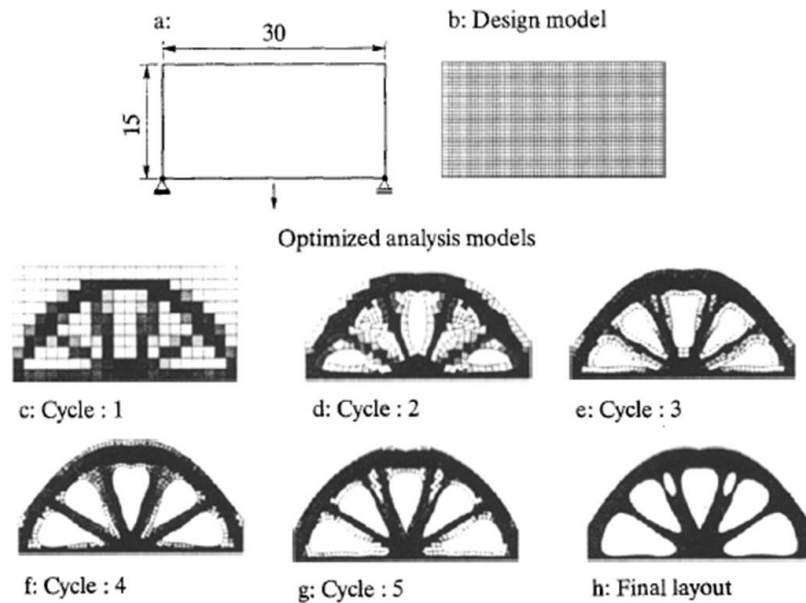 a:
30
15
b: Design model
Optimized analysis models
c: Cycle : 1
d: Cycle : 2
e: Cycle : 3
f: Cycle : 4
g: Cycle : 5
h: Final layout